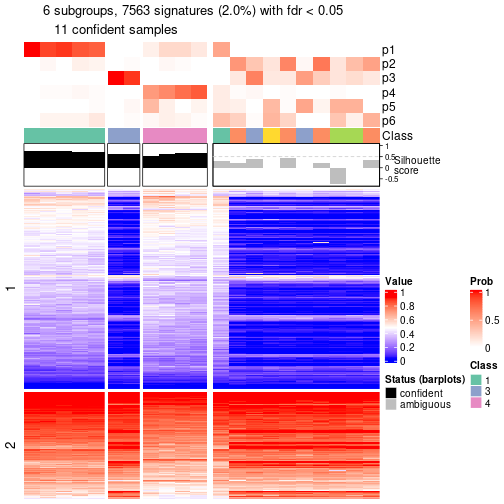 6 subgroups, 7563 signatures (2.0%) with fdr < 0.05
11 confident samples
p1
p2
p3
p4
p5
p6
Class
1
0.5
0
-0.5
Silhouette
score
1
2
Value
1
0.8
0.6
0.4
0.2
0
Prob
1
0.5
0
Status (barplots)
confident
ambiguous
Class
1
3
4